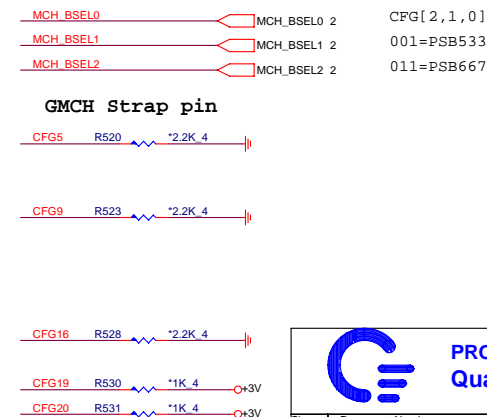 MCH_BSEL0 MCH_BSEL0 2 CFG[2,1,0]
MCH_BSEL1 MCH_BSEL1 2 001=PSB533
MCH_BSEL2 MCH_BSEL2 2 011=PSB667
GMCH Strap pin
CFG5 R520 *2.2K_4
CFG9 R523 *2.2K_4
CFG16 R528 *2.2K_4
PRO
Qua
CFG19 R530 *1K_4 +3V
CFG20 R531 *1K_4 +3V